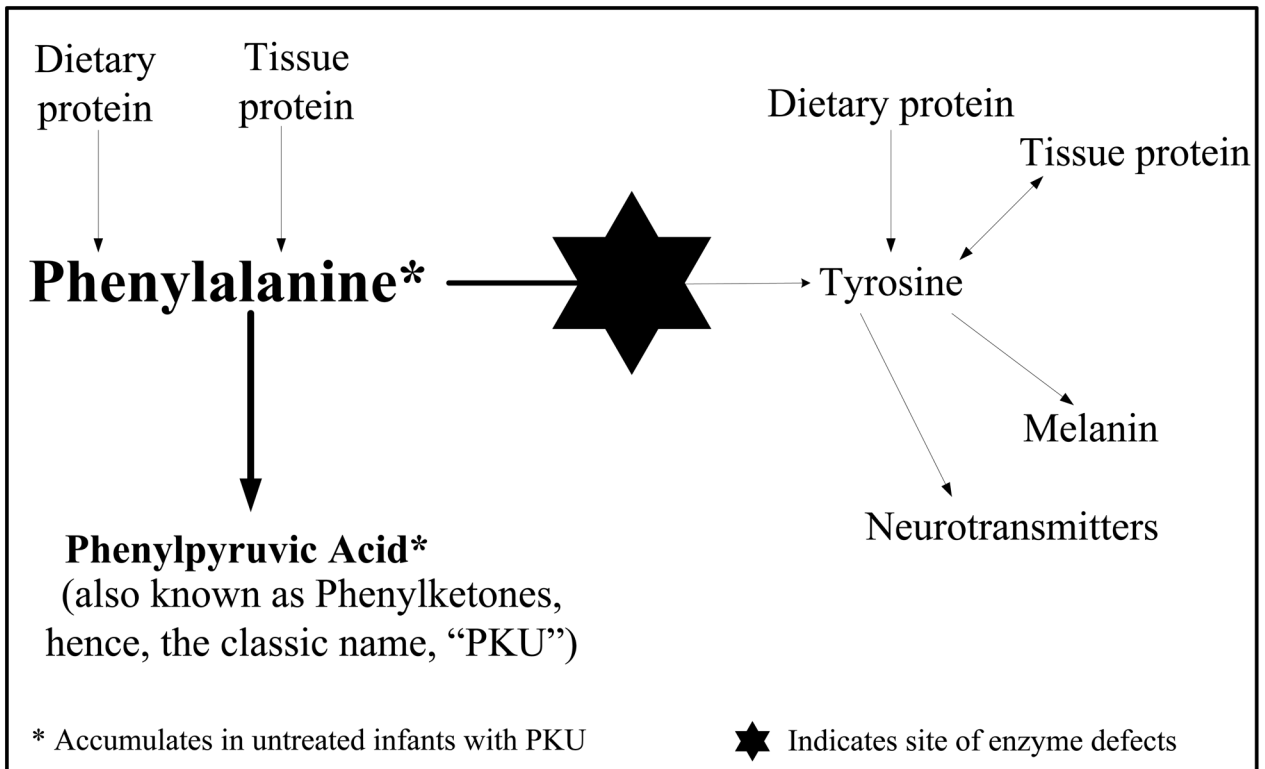 Dietary
protein
Tissue
protein
Dietary protein
Tissue protein
Phenylalanine*
Tyrosine
Melanin
Neurotransmitters
Phenylpyruvic Acid*
(also known as Phenylketones,
hence, the classic name, “PKU”)
* Accumulates in untreated infants with PKU
Indicates site of enzyme defects